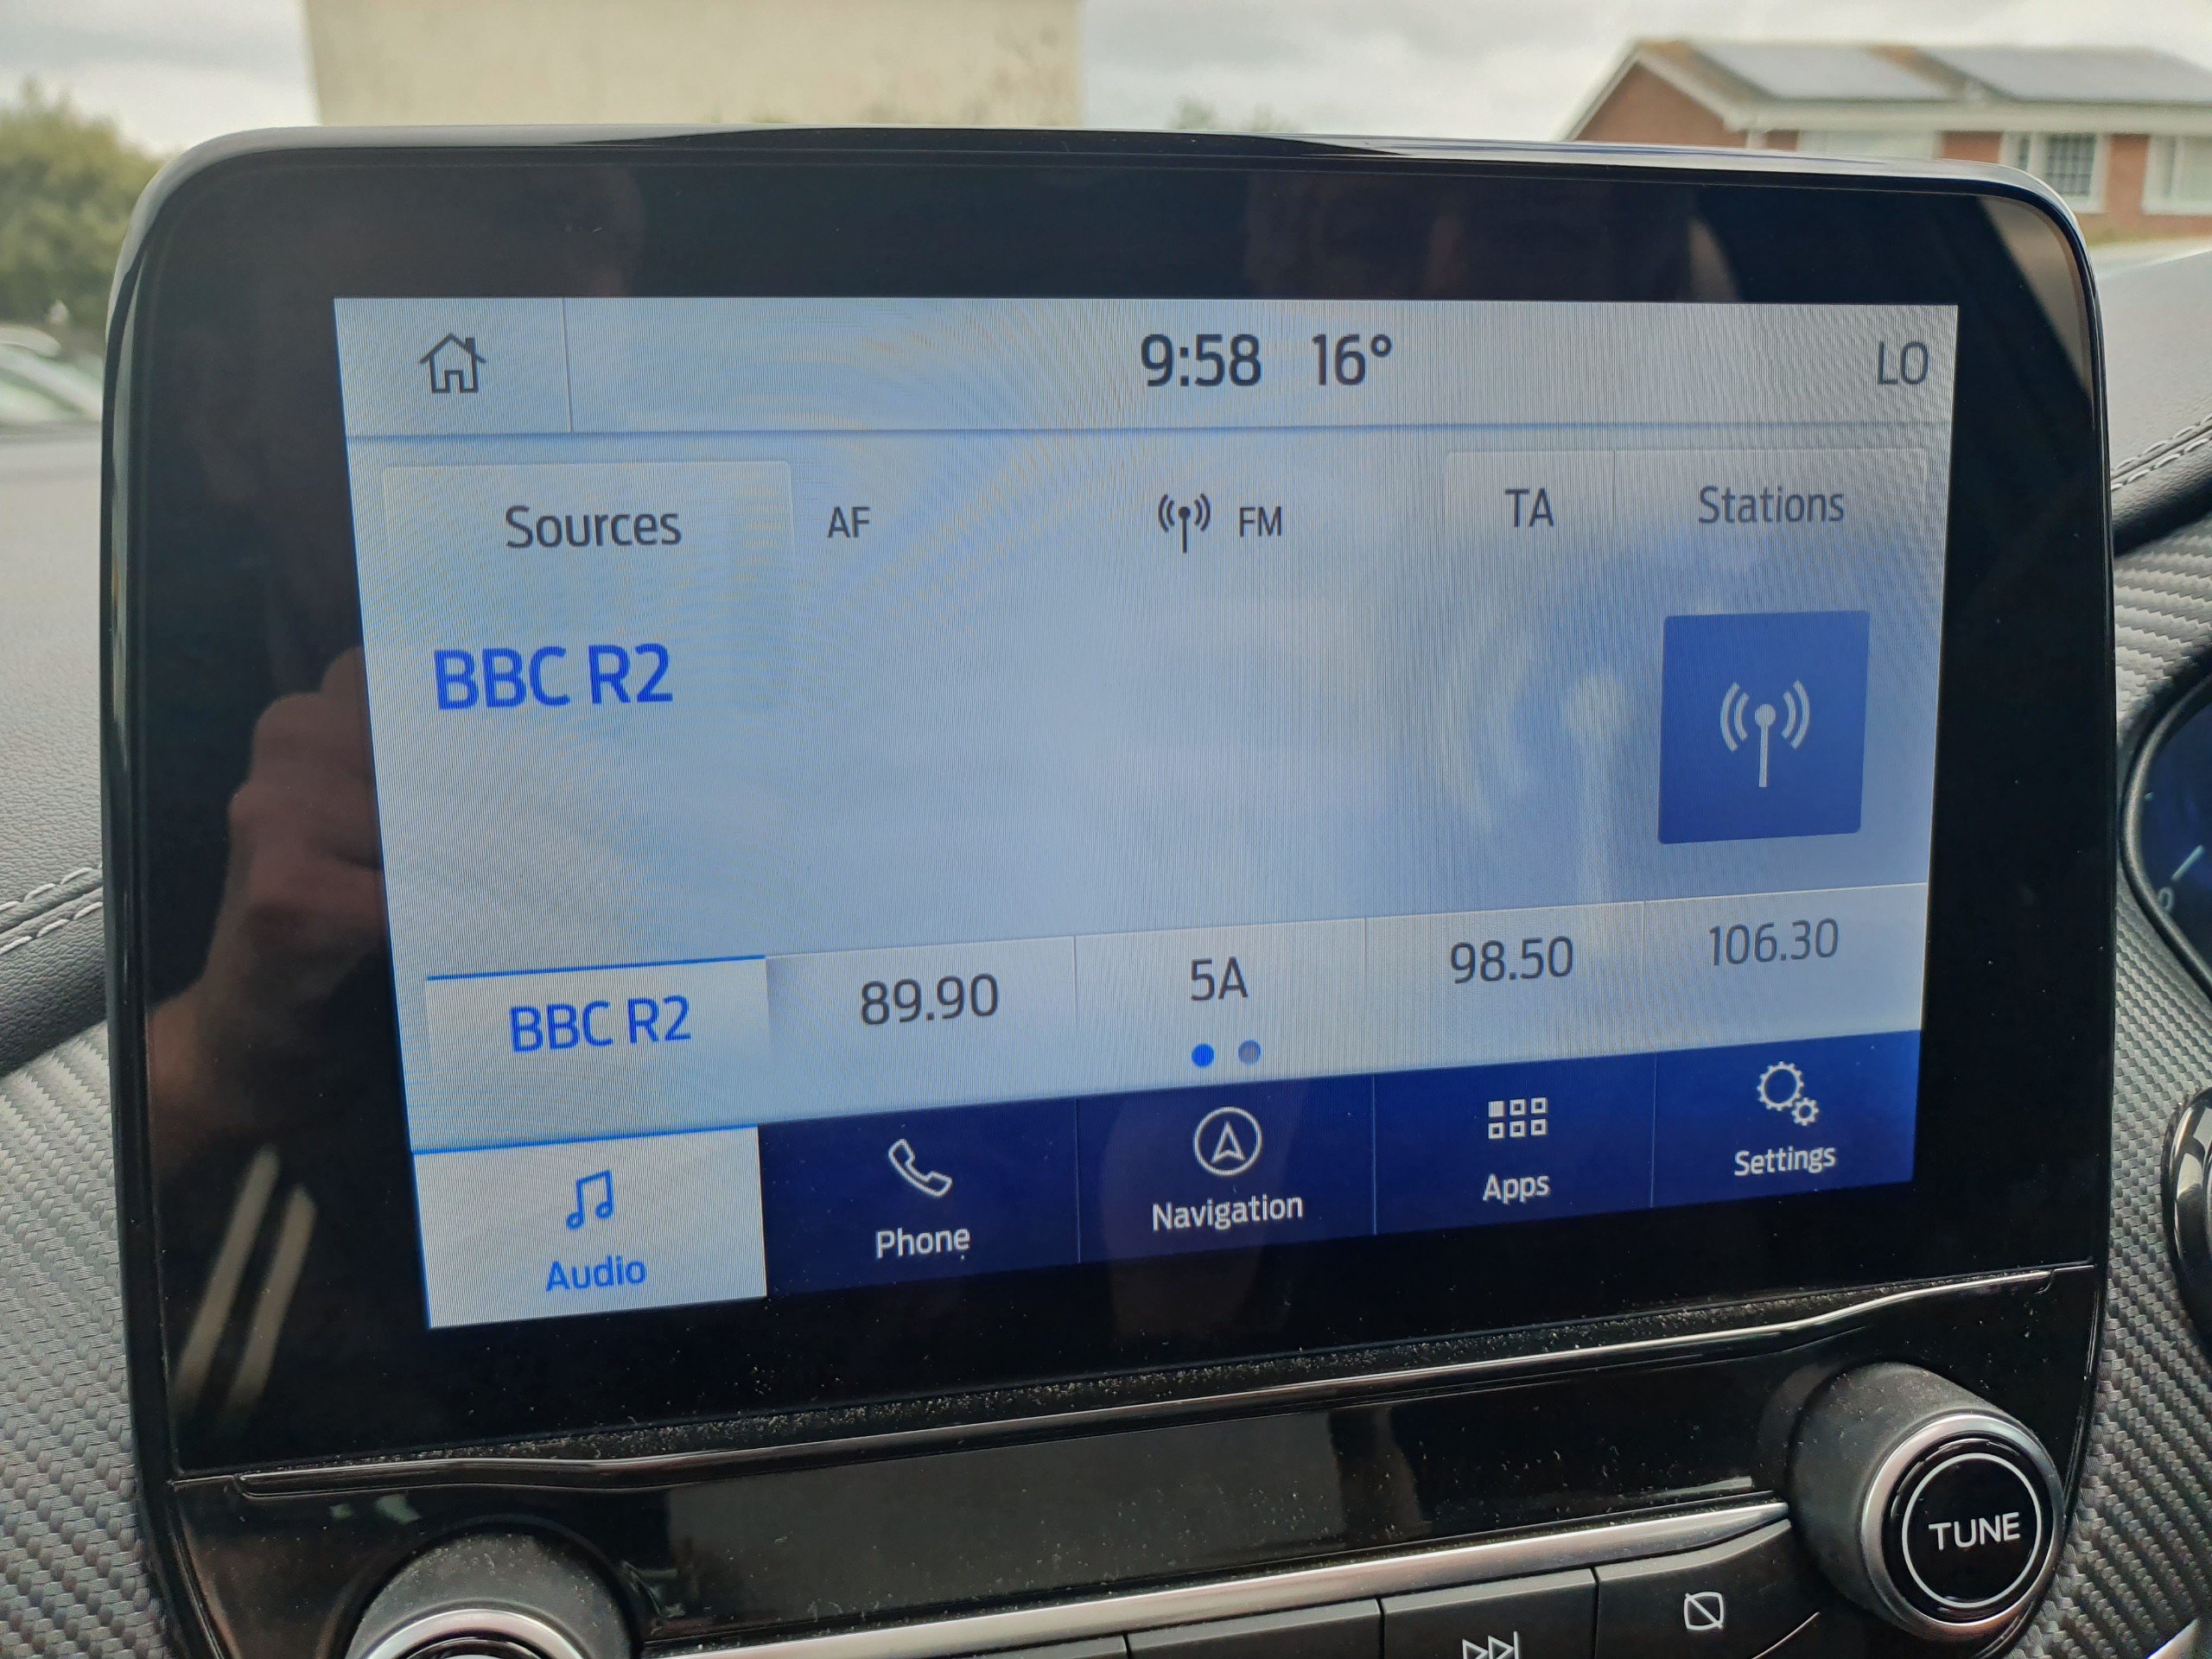 9:58 16° LO
Sources AF FM TA Stations
BBC R2
BBC R2 89.90 5A 98.50 106.30
Audio Phone Navigation Apps Settings
TUNE
0